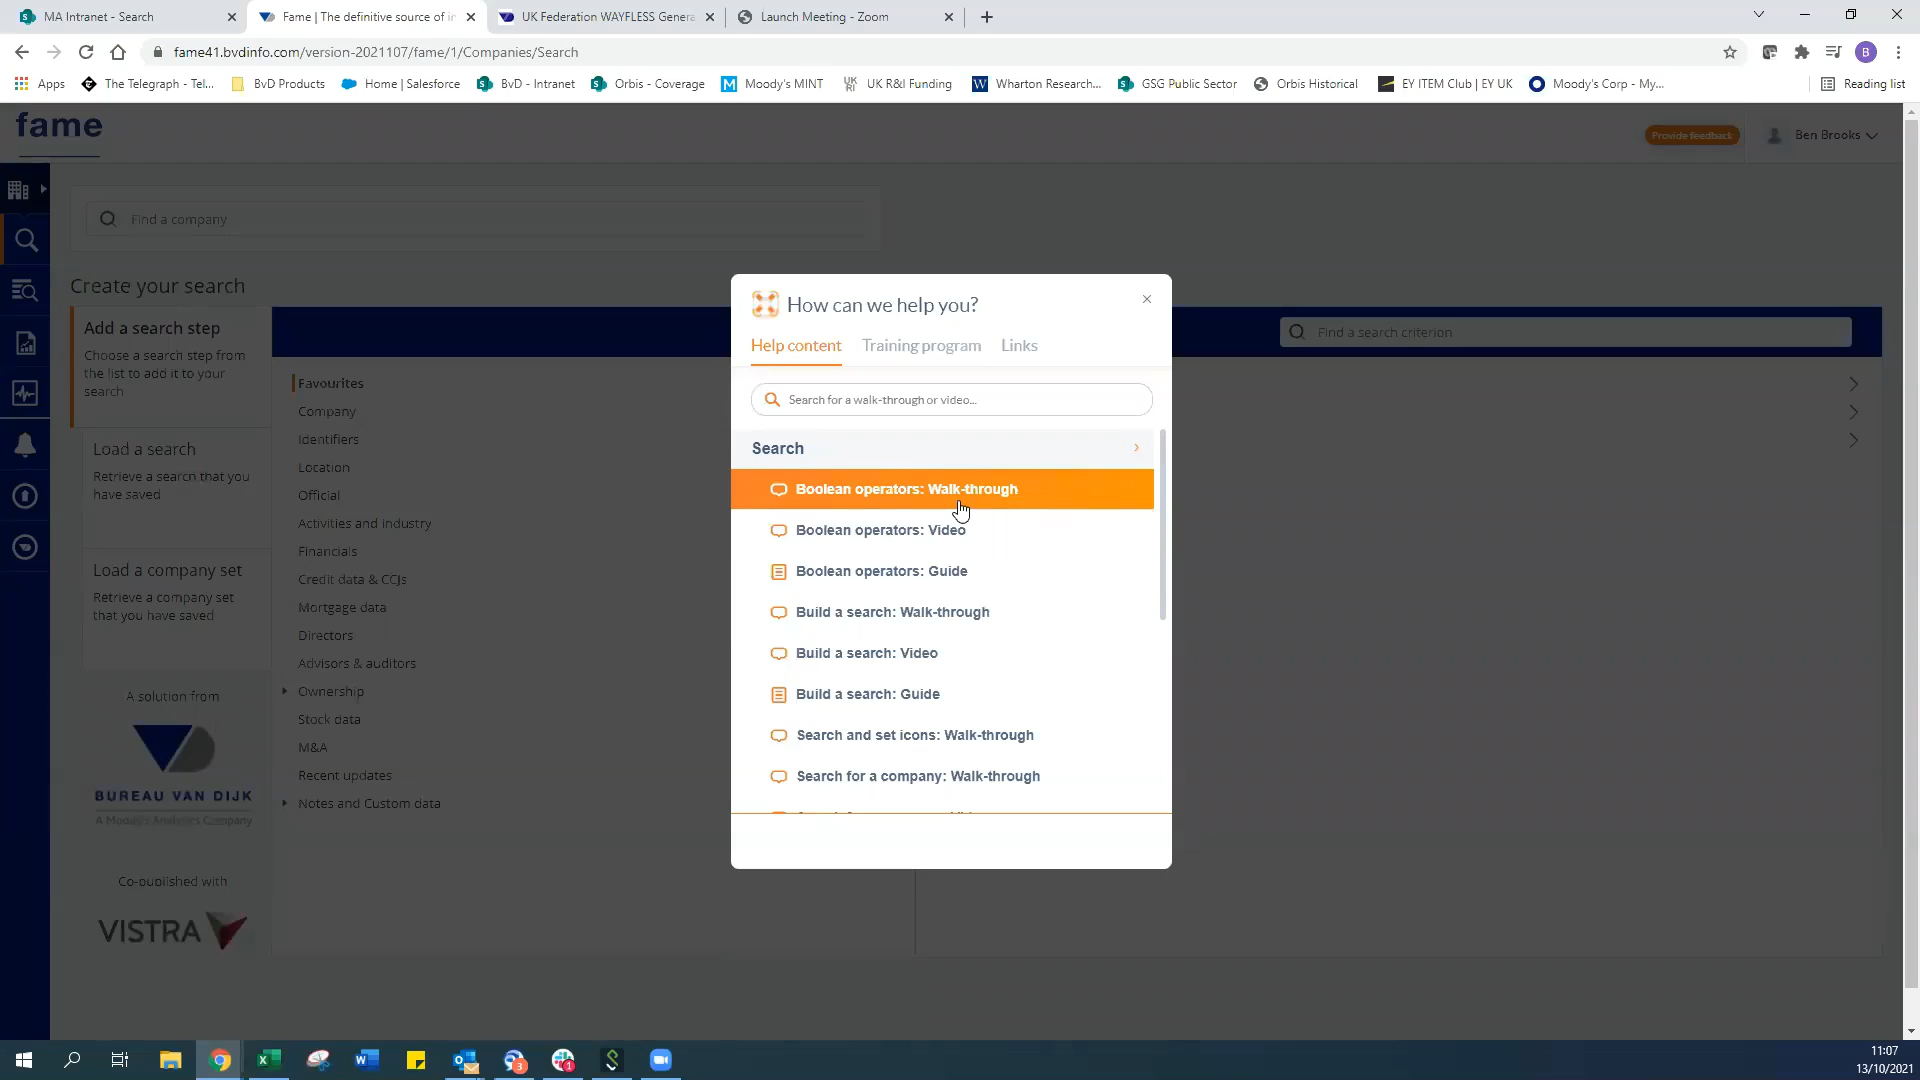 MA Intranet - Search
Fame | The definitive source of in
UK Federation WAYFLESS Genera
Launch Meeting - Zoom
fame41.bvdinfo.com/version-2021107/fame/1/Companies/Search
B
Apps
The Telegraph - Tel...
BvD Products
Home | Salesforce
BvD - Intranet
Orbis - Coverage
Moody's MINT
UK R&I Funding
Wharton Research...
GSG Public Sector
Orbis Historical
EY ITEM Club | EY UK
Moody's Corp - My...
Reading list
fame
Provide feedback
Ben Brooks
Find a company
Create your search
Add a search step
Choose a search step from
the list to add it to your
search
Load a search
Retrieve a search that you
have saved
Load a company set
Retrieve a company set
that you have saved
A solution from
BUREAU VAN DIJK
A Moody's Analytics Company
Co-published with
VISTRA
Find a search criterion
Favourites
Company
Identifiers
Location
Official
Activities and industry
Financials
Credit data & CCJs
Mortgage data
Directors
Advisors & auditors
Ownership
Stock data
M&A
Recent updates
Notes and Custom data
How can we help you?
Help content
Training program
Links
Search for a walk-through or video...
Search
Boolean operators: Walk-through
Boolean operators: Video
Boolean operators: Guide
Build a search: Walk-through
Build a search: Video
Build a search: Guide
Search and set icons: Walk-through
Search for a company: Walk-through
11:07
13/10/2021